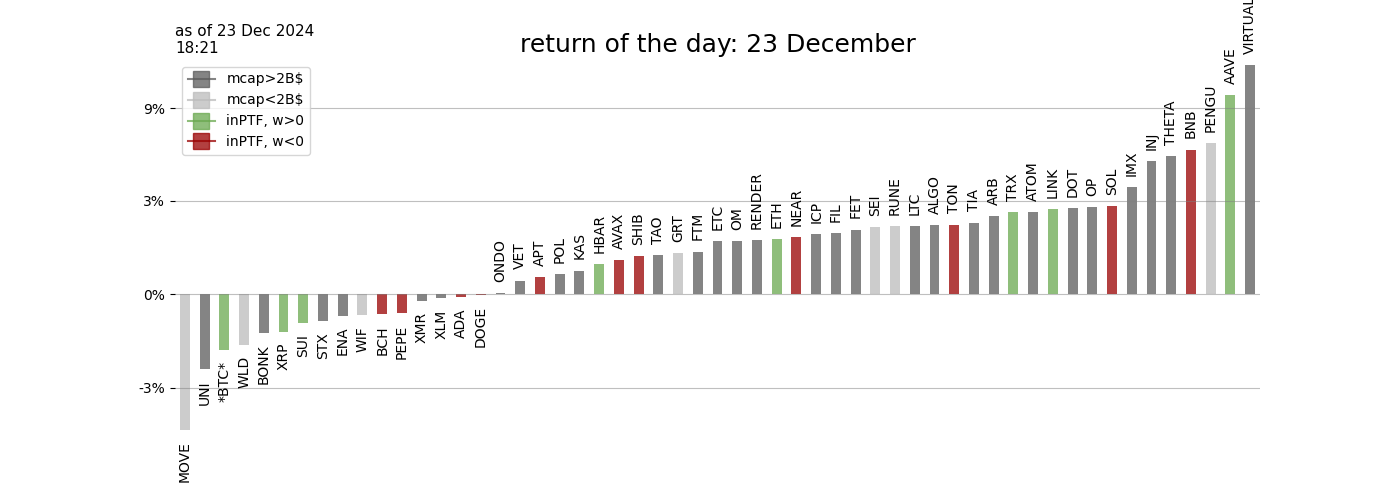 as of 23 Dec 2024
18:21
return of the day: 23 December
mcap>2B$
mcap<2B$
inPTF, w>0
inPTF, w<0
9%
3%
0%
-3%
MOVE
UNI
*BTC*
WLD
BONK
XRP
SUI
STX
ENA
WIF
BCH
PEPE
XMR
XLM
ADA
DOGE
ONDO
VET
APT
POL
KAS
HBAR
AVAX
SHIB
TAO
GRT
FTM
ETC
OM
RENDER
ETH
NEAR
ICP
FIL
FET
SEI
RUNE
LTC
ALGO
TON
TIA
ARB
TRX
ATOM
LINK
DOT
OP
SOL
IMX
INJ
THETA
BNB
PENGU
AAVE
VIRTUAL